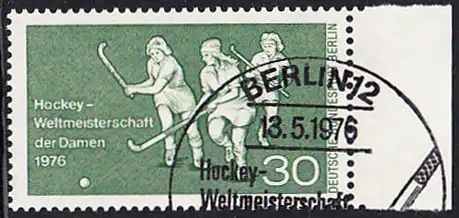 Hockey-
Weltmeisterschaft
der Damen
1976
30
DEUTSCHE BUNDESPOST BERLIN
BERLIN 12
13.5.1976
Hockey-
Weltmeisterschaft